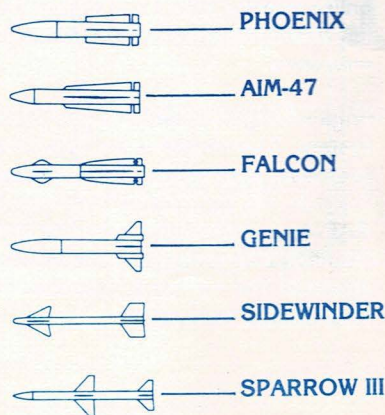 PHOENIX
AIM-47
FALCON
GENIE
SIDEWINDER
SPARROW III